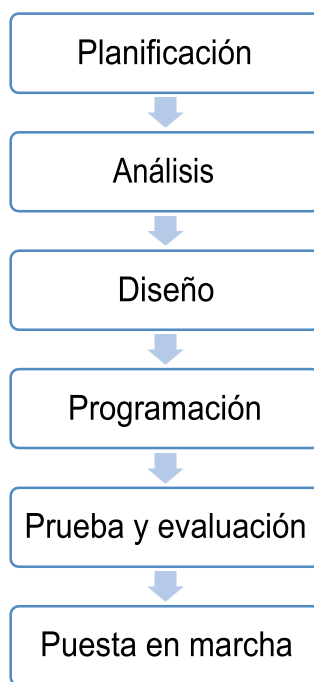 Planificación
Análisis
Diseño
Programación
Prueba y evaluación
Puesta en marcha